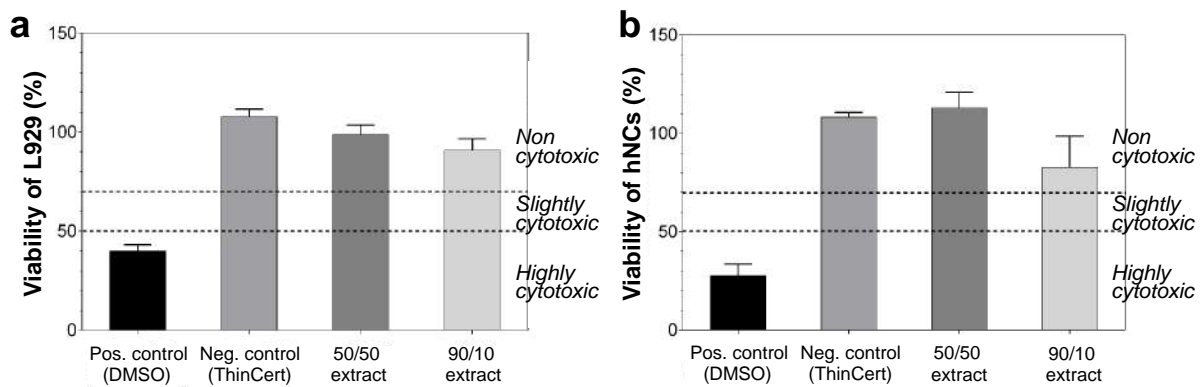 a
Viability of L929 (%)
150
100
50
0
Non
cytotoxic
Slightly
cytotoxic
Highly
cytotoxic
Pos. control
(DMSO)
Neg. control
(ThinCert)
50/50
extract
90/10
extract
b
Viability of hNCs (%)
150
100
50
0
Non
cytotoxic
Slightly
cytotoxic
Highly
cytotoxic
Pos. control
(DMSO)
Neg. control
(ThinCert)
50/50
extract
90/10
extract